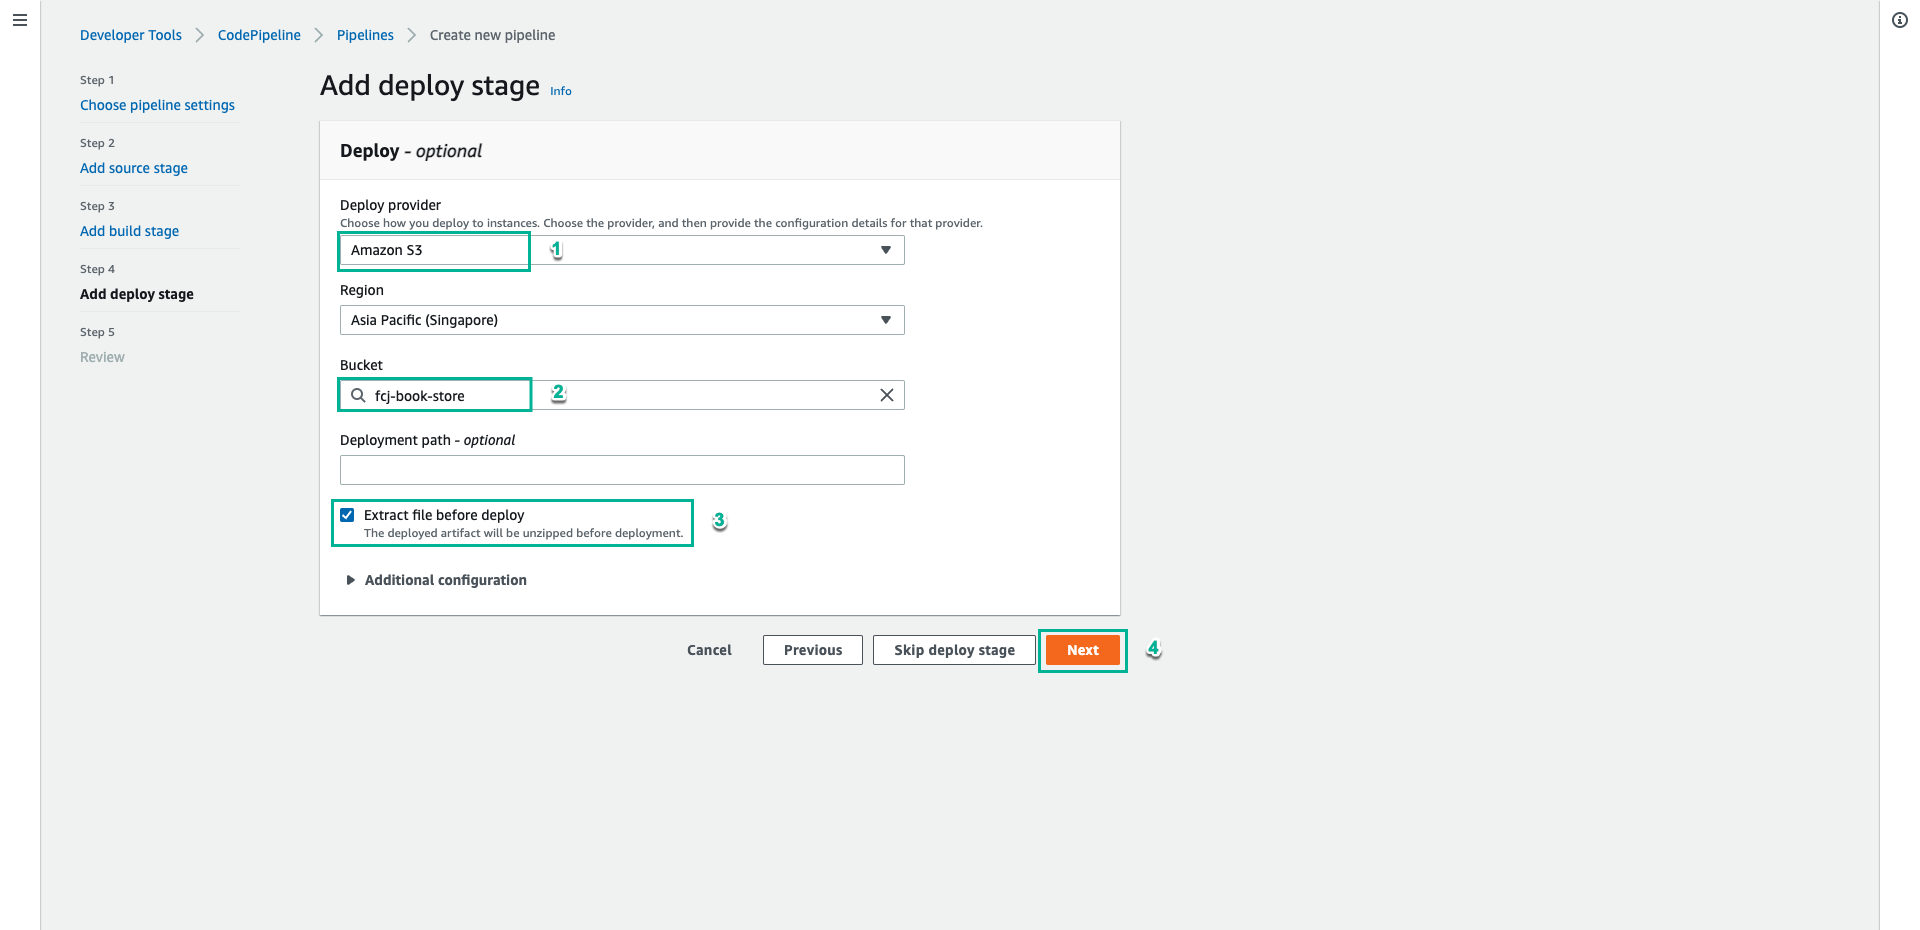 Developer Tools > CodePipeline > Pipelines > Create new pipeline
Step 1
Choose pipeline settings
Step 2
Add source stage
Step 3
Add build stage
Step 4
Add deploy stage
Step 5
Review
Add deploy stage Info
Deploy - optional
Deploy provider
Choose how you deploy to instances. Choose the provider, and then provide the configuration details for that provider.
Amazon S3 1
Region
Asia Pacific (Singapore)
Bucket
fcj-book-store 2
Deployment path - optional
Extract file before deploy 3
The deployed artifact will be unzipped before deployment.
Additional configuration
Cancel Previous Skip deploy stage Next 4